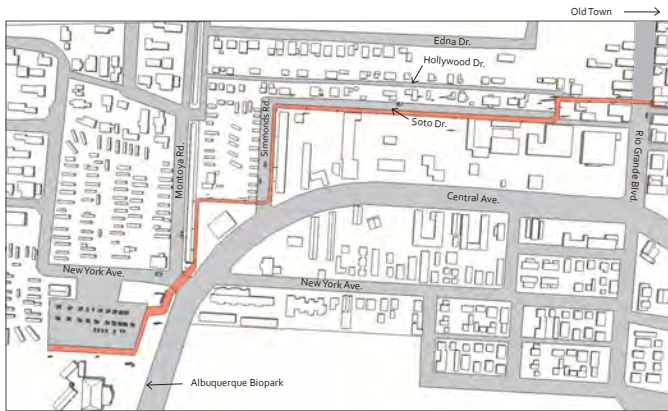 Old Town
Edna Dr.
Hollywood Dr.
Simmonds Rd.
Soto Dr.
Montoya Rd.
Rio Grande Blvd.
Central Ave.
New York Ave.
New York Ave.
Albuquerque Biopark